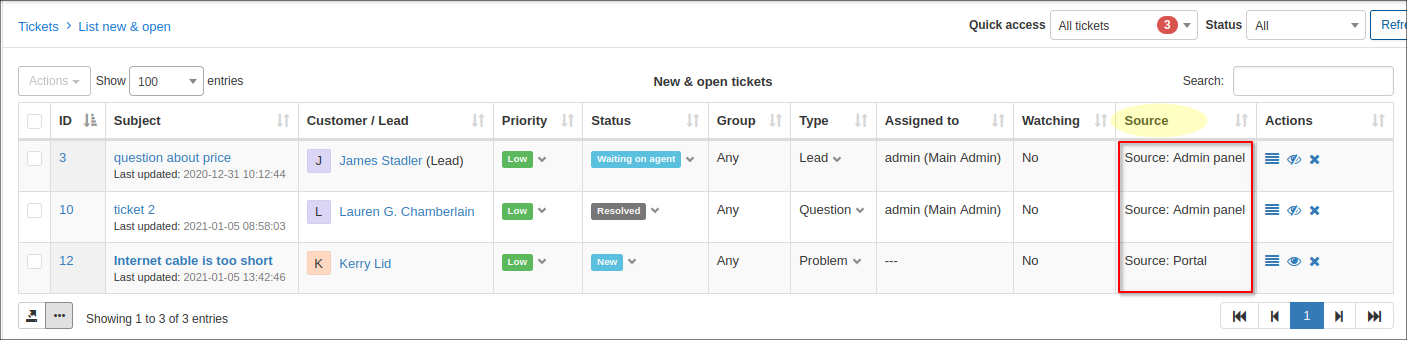 Tickets > List new & open
Quick access All tickets 3 Status All Refre
Actions Show 100 entries
New & open tickets
Search:
ID Subject Customer / Lead Priority Status Group Type Assigned to Watching Source Actions
3 question about price J James Stadler (Lead) Low Waiting on agent Any Lead admin (Main Admin) No Source: Admin panel
Last updated: 2020-12-31 10:12:44
10 ticket 2 L Lauren G. Chamberlain Low Resolved Any Question admin (Main Admin) No Source: Admin panel
Last updated: 2021-01-05 08:58:03
12 Internet cable is too short K Kerry Lid Low New Any Problem --- No Source: Portal
Last updated: 2021-01-05 13:42:46
Showing 1 to 3 of 3 entries
1